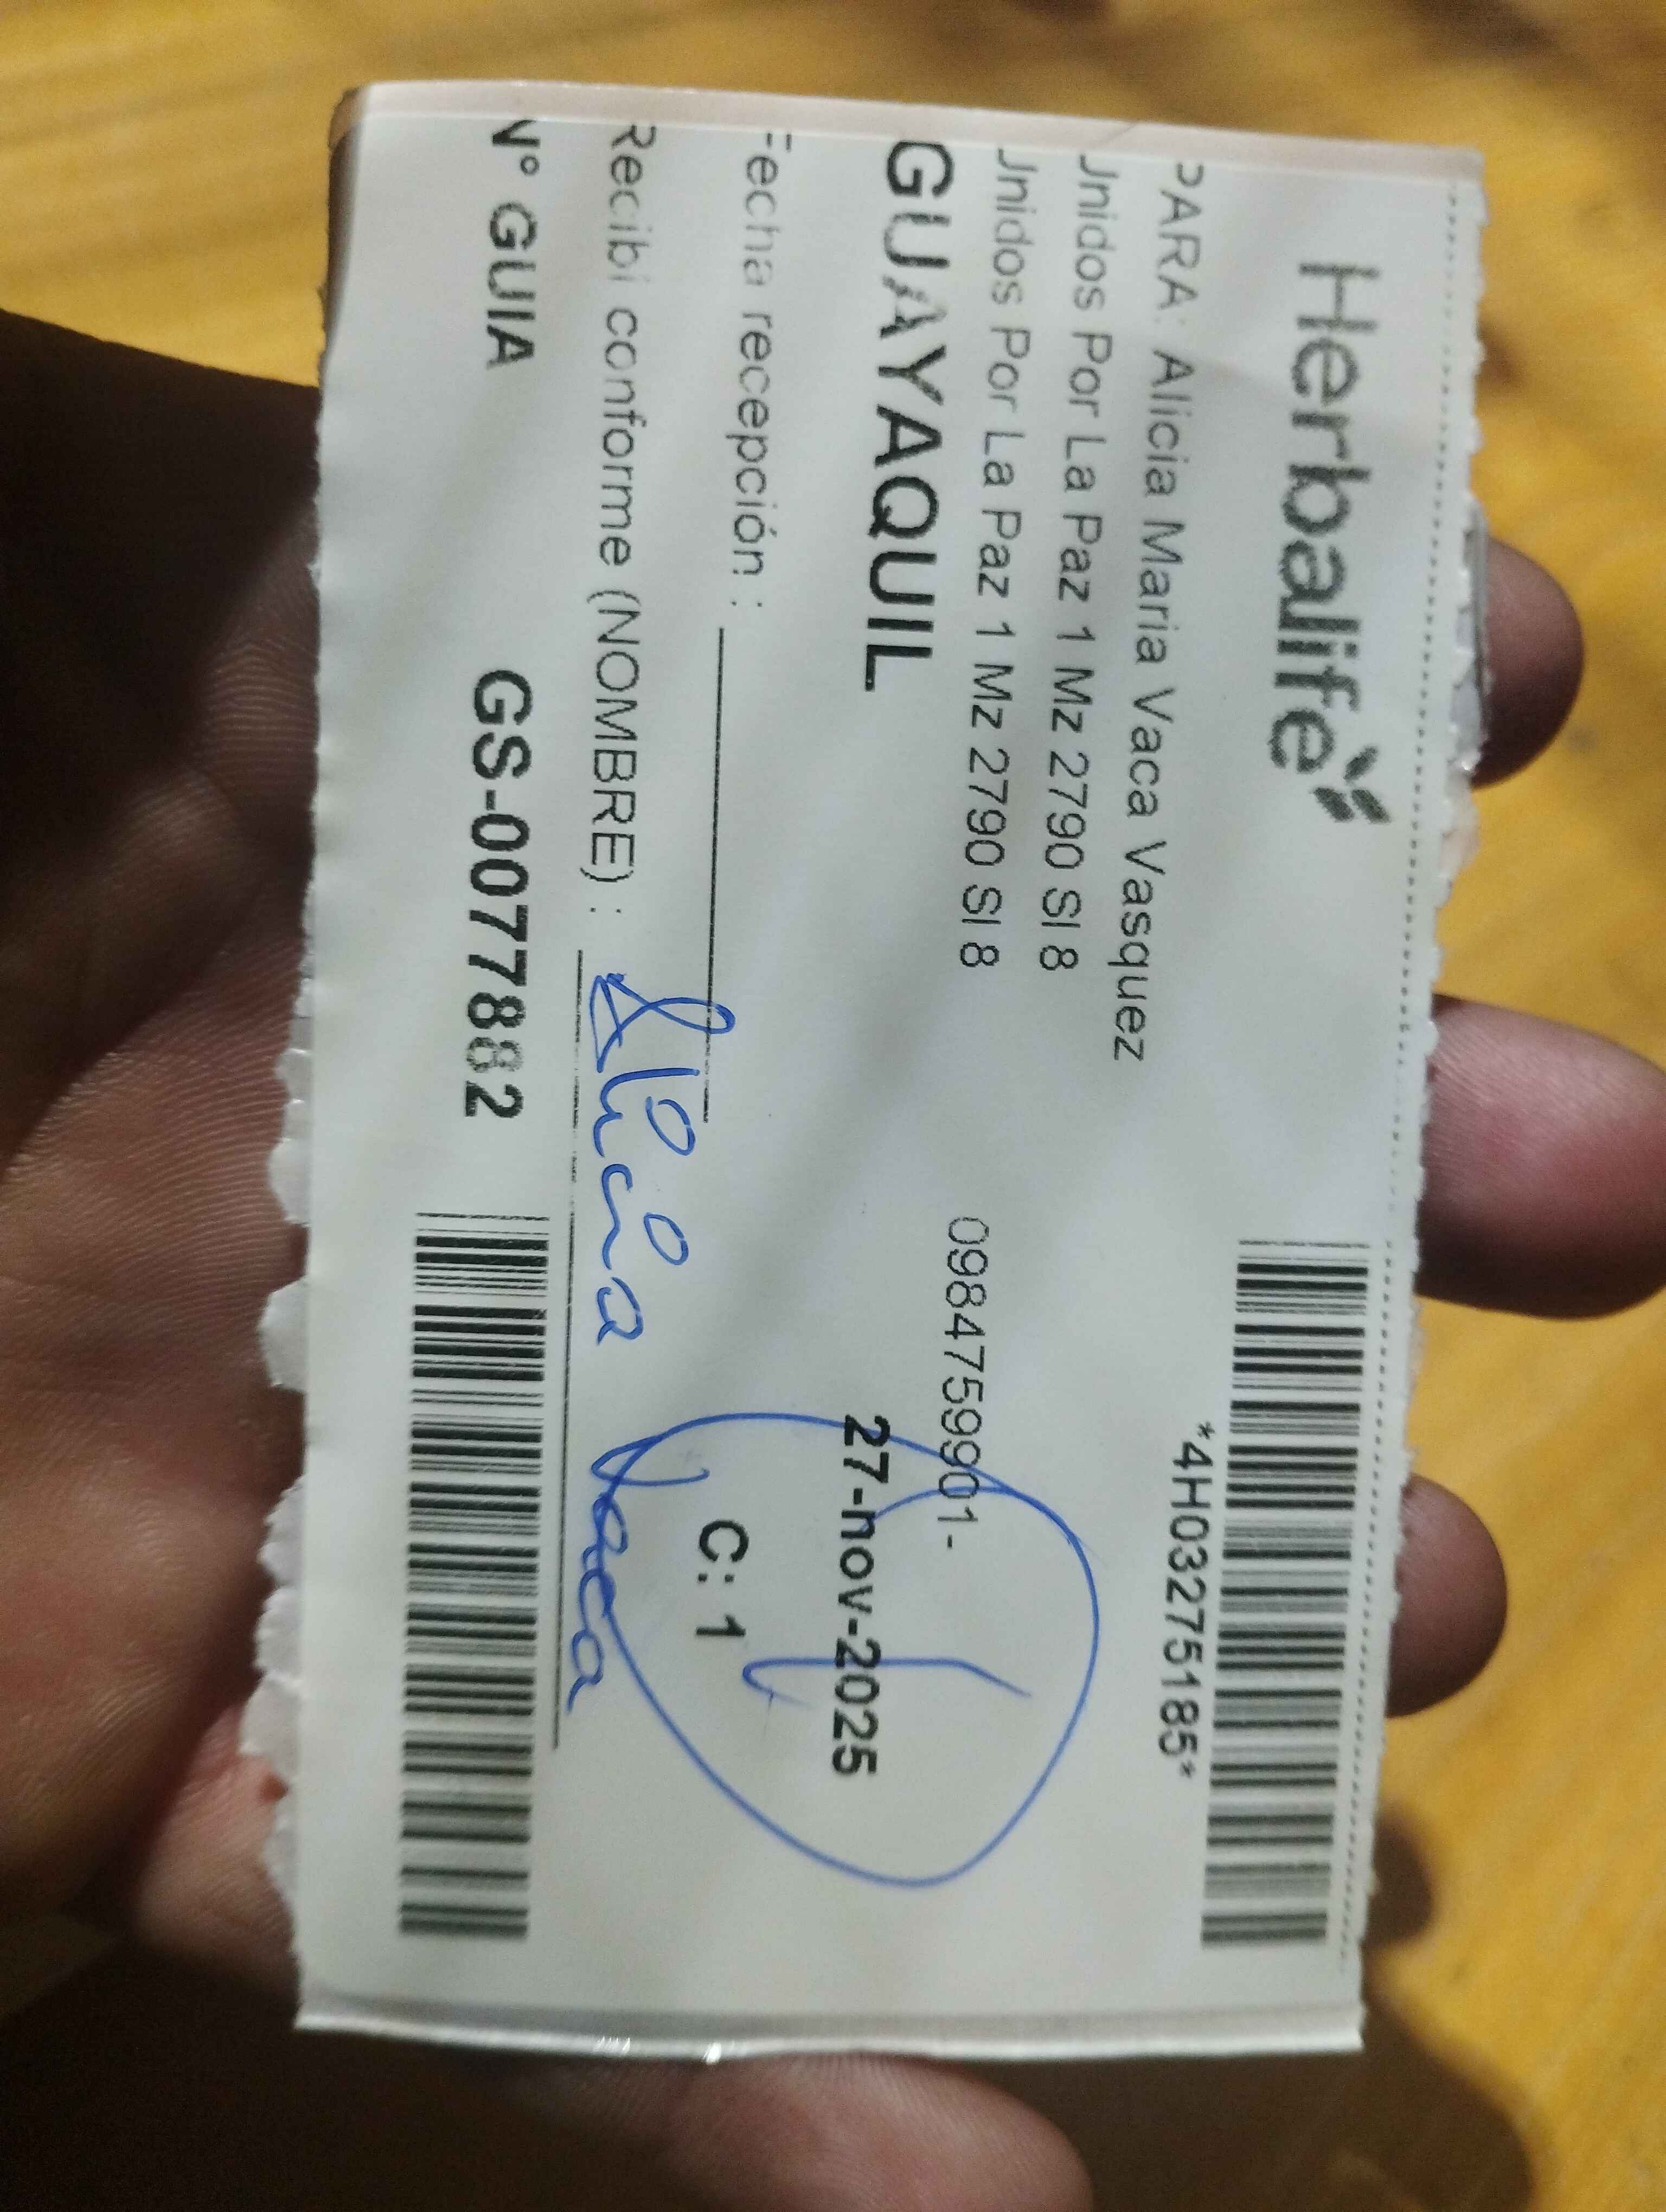 Herbalife
*4H03275185*
PARA: Alicia Maria Vaca Vasquez
Unidos Por La Paz 1 Mz 2790 Sl 8
Unidos Por La Paz 1 Mz 2790 Sl 8
0984759901-
GUAYAQUIL
27-nov-2025
Fecha recepción :
C: 1
Recibi conforme (NOMBRE) : Alicia Vaca
N° GUIA GS-0077882